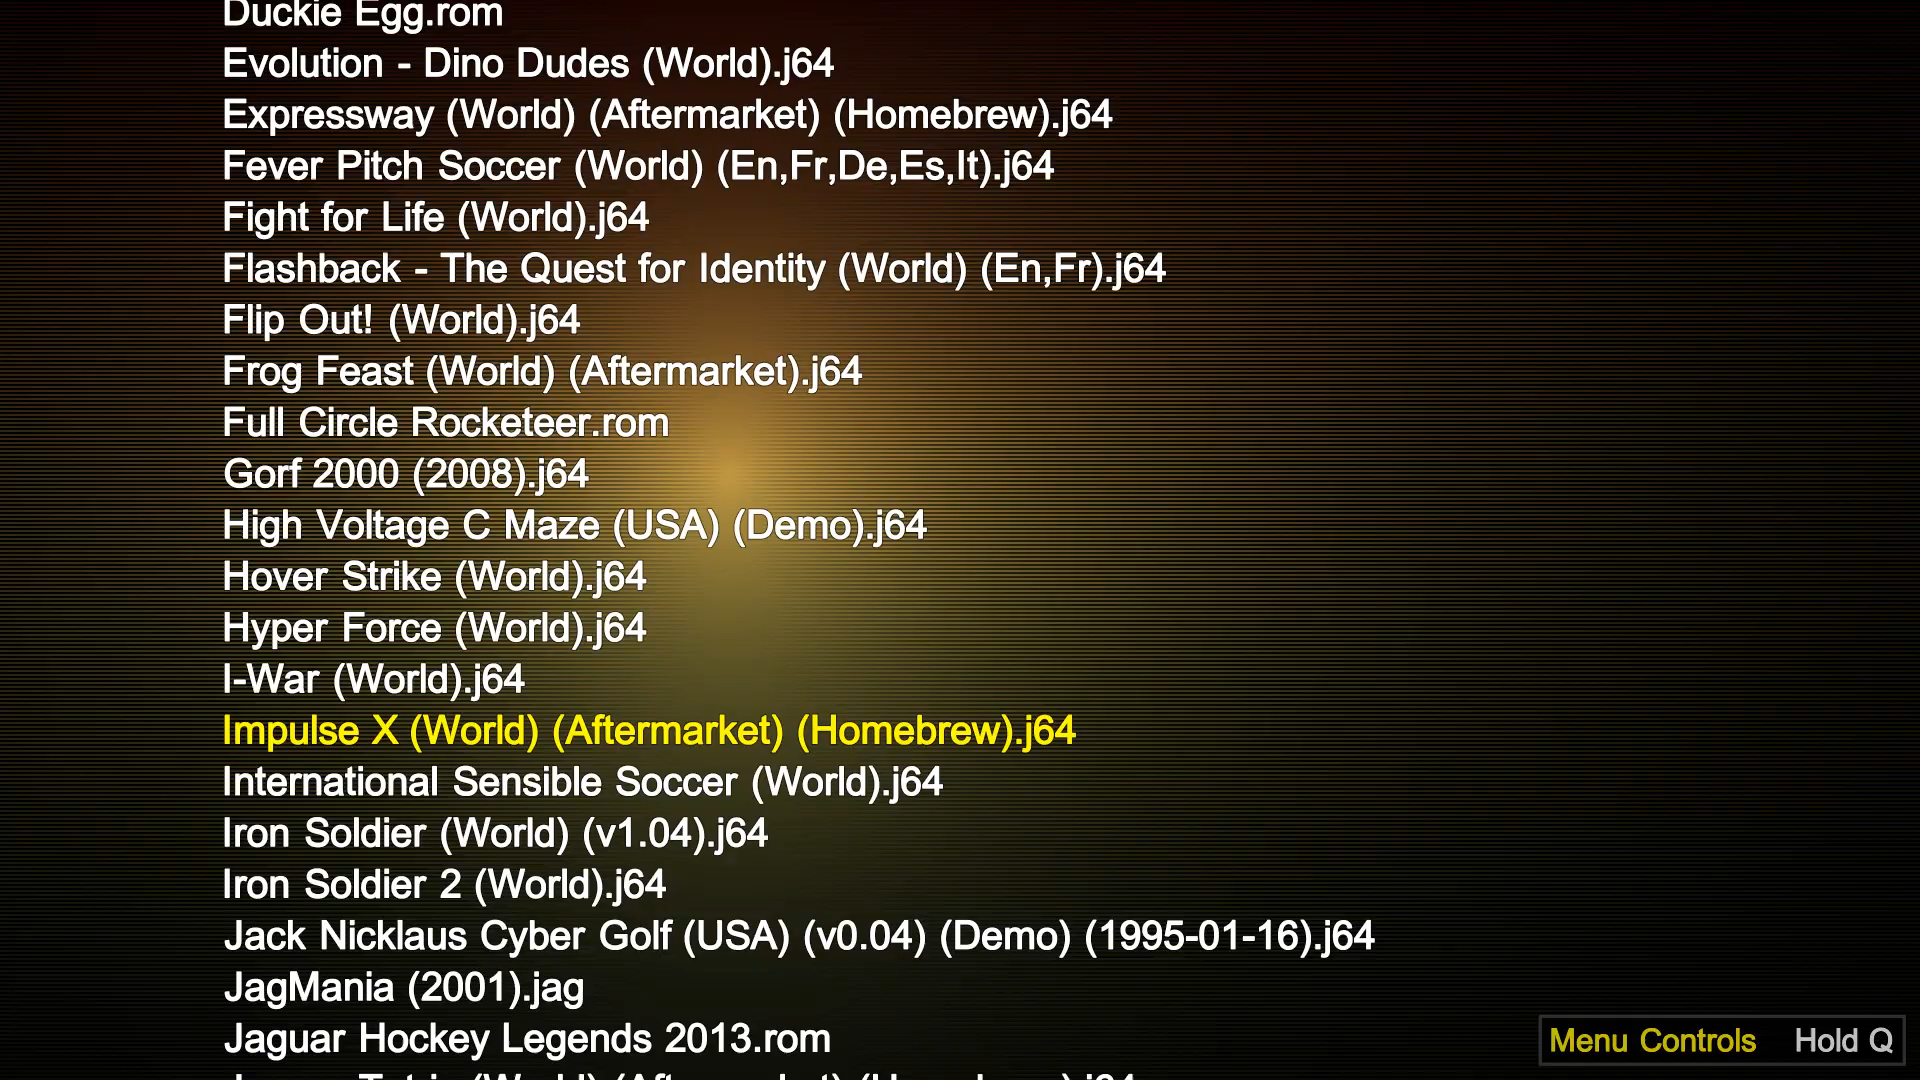 Duckie Egg.rom
Evolution - Dino Dudes (World).j64
Expressway (World) (Aftermarket) (Homebrew).j64
Fever Pitch Soccer (World) (En,Fr,De,Es,It).j64
Fight for Life (World).j64
Flashback - The Quest for Identity (World) (En,Fr).j64
Flip Out! (World).j64
Frog Feast (World) (Aftermarket).j64
Full Circle Rocketeer.rom
Gorf 2000 (2008).j64
High Voltage C Maze (USA) (Demo).j64
Hover Strike (World).j64
Hyper Force (World).j64
I-War (World).j64
Impulse X (World) (Aftermarket) (Homebrew).j64
International Sensible Soccer (World).j64
Iron Soldier (World) (v1.04).j64
Iron Soldier 2 (World).j64
Jack Nicklaus Cyber Golf (USA) (v0.04) (Demo) (1995-01-16).j64
JagMania (2001).jag
Jaguar Hockey Legends 2013.rom
Menu Controls Hold Q